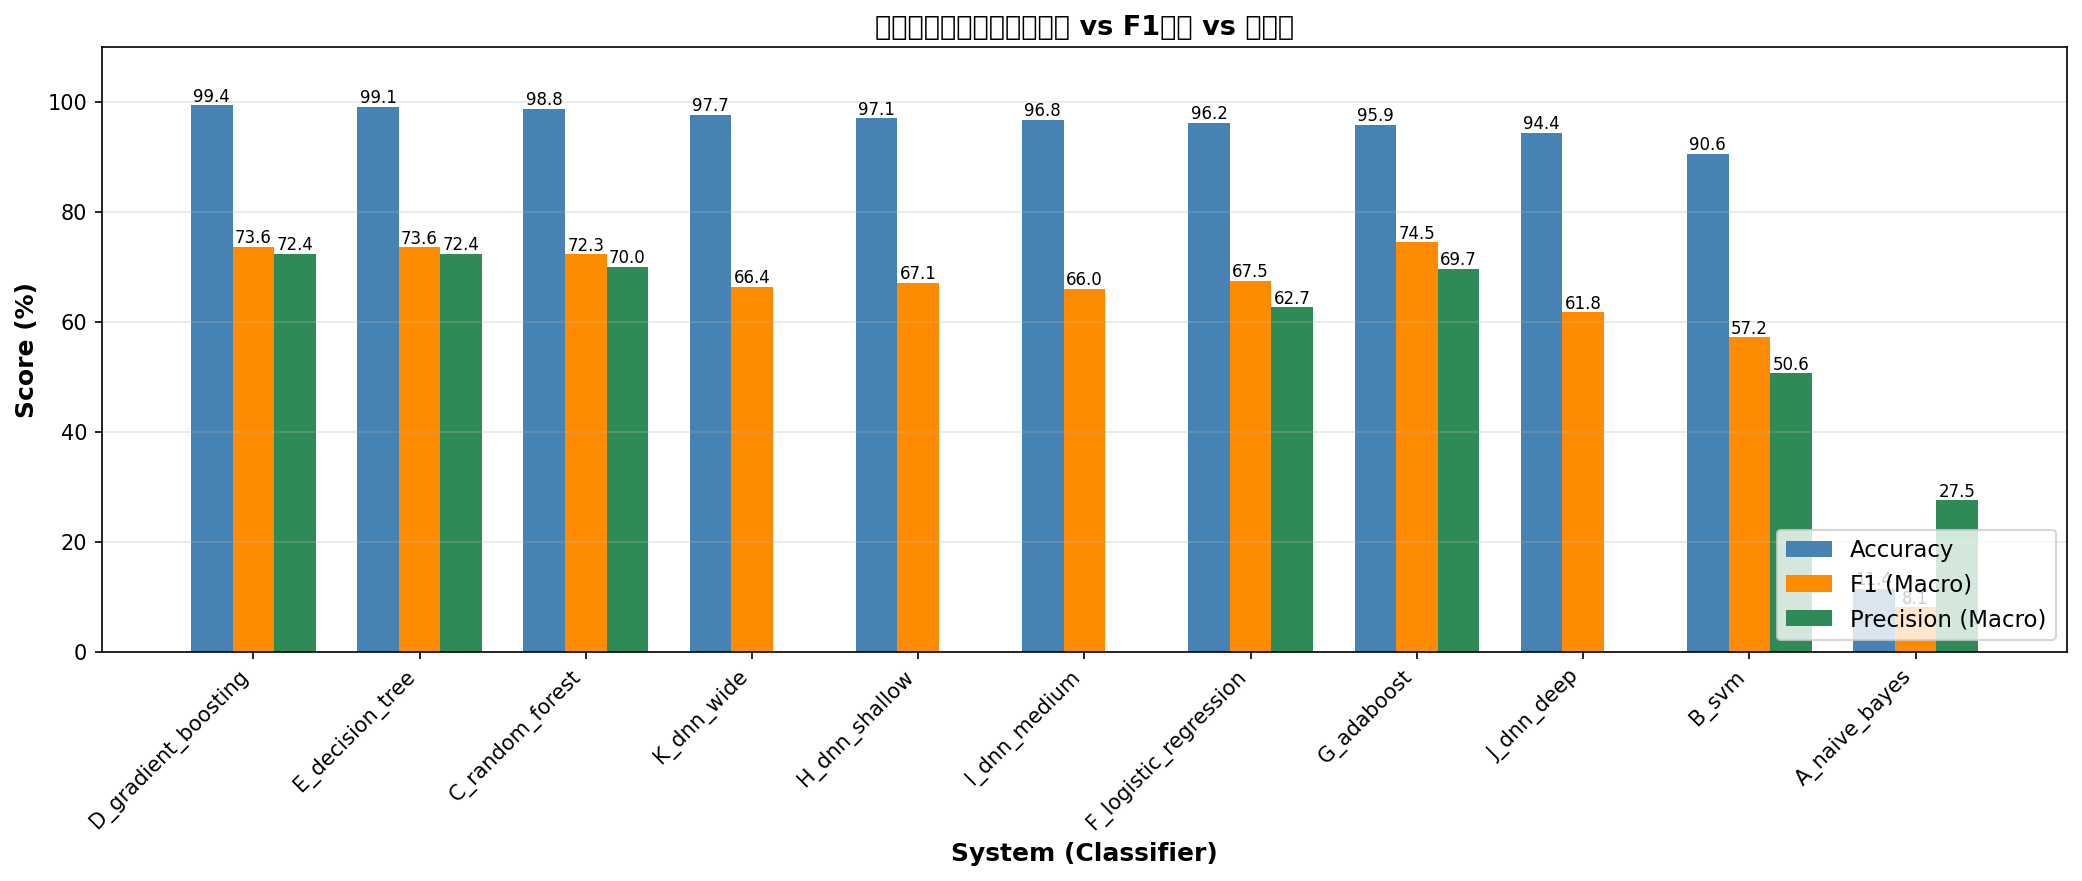 vs F1 vs
Score (%)
100
80
60
40
20
0
99.4 73.6 72.4
99.1 73.6 72.4
98.8 72.3 70.0
97.7 66.4
97.1 67.1
96.8 66.0
96.2 67.5 62.7
95.9 74.5 69.7
94.4 61.8
90.6 57.2 50.6
11.4 8.1 27.5
Accuracy
F1 (Macro)
Precision (Macro)
D_gradient_boosting
E_decision_tree
C_random_forest
K_dnn_wide
H_dnn_shallow
I_dnn_medium
F_logistic_regression
G_adaboost
J_dnn_deep
B_svm
A_naive_bayes
System (Classifier)